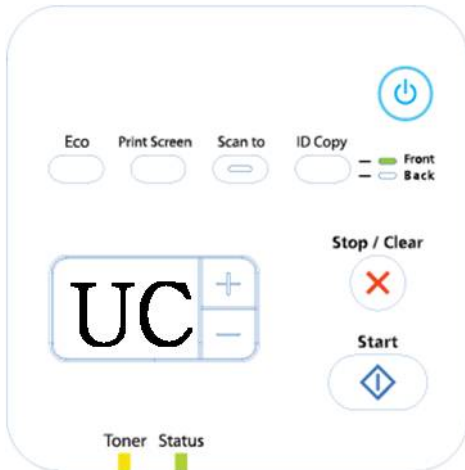 Eco Print Screen Scan to ID Copy
Front
Back
Stop / Clear
UC
Start
Toner Status